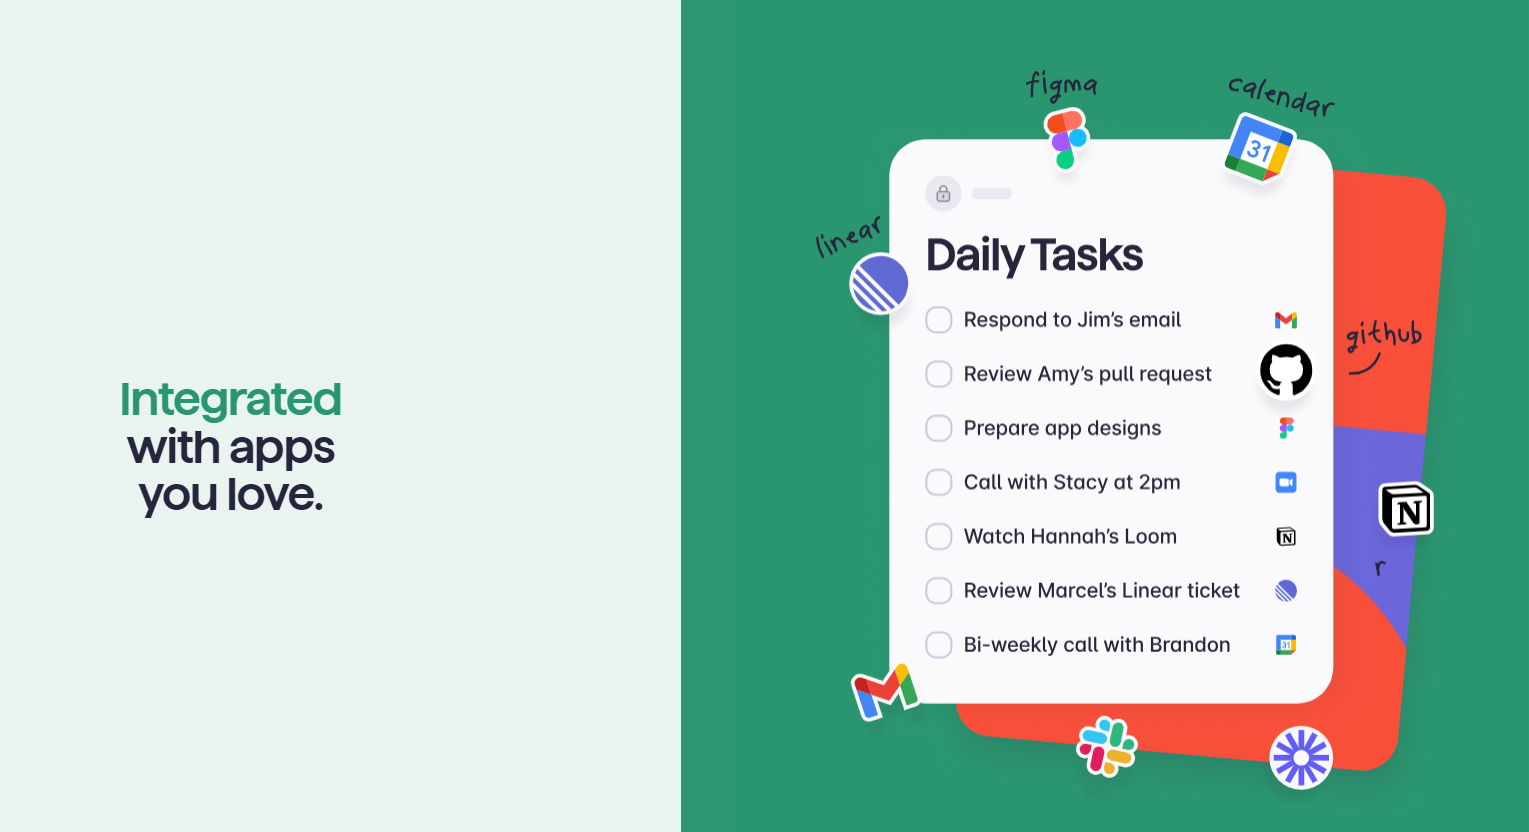 Integrated
with apps
you love.
figma
calendar
31
linear
Daily Tasks
Respond to Jim's email
Review Amy's pull request
github
Prepare app designs
Call with Stacy at 2pm
N
Watch Hannah's Loom
N
r
Review Marcel's Linear ticket
Bi-weekly call with Brandon
31